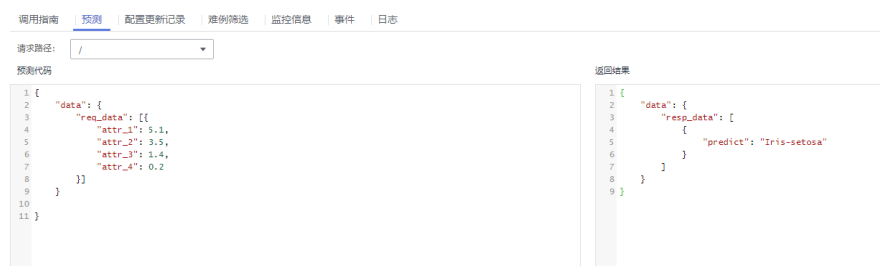 调用指南 预测 配置更新记录 难例筛选 监控信息 事件 日志
请求路径： /
预测代码
1 {
2     "data": {
3         "req_data": [{
4             "attr_1": 5.1,
5             "attr_2": 3.5,
6             "attr_3": 1.4,
7             "attr_4": 0.2
8         }]
9     }
10
11 }
返回结果
1 {
2     "data": {
3         "resp_data": [
4             {
5                 "predict": "Iris-setosa"
6             }
7         ]
8     }
9 }